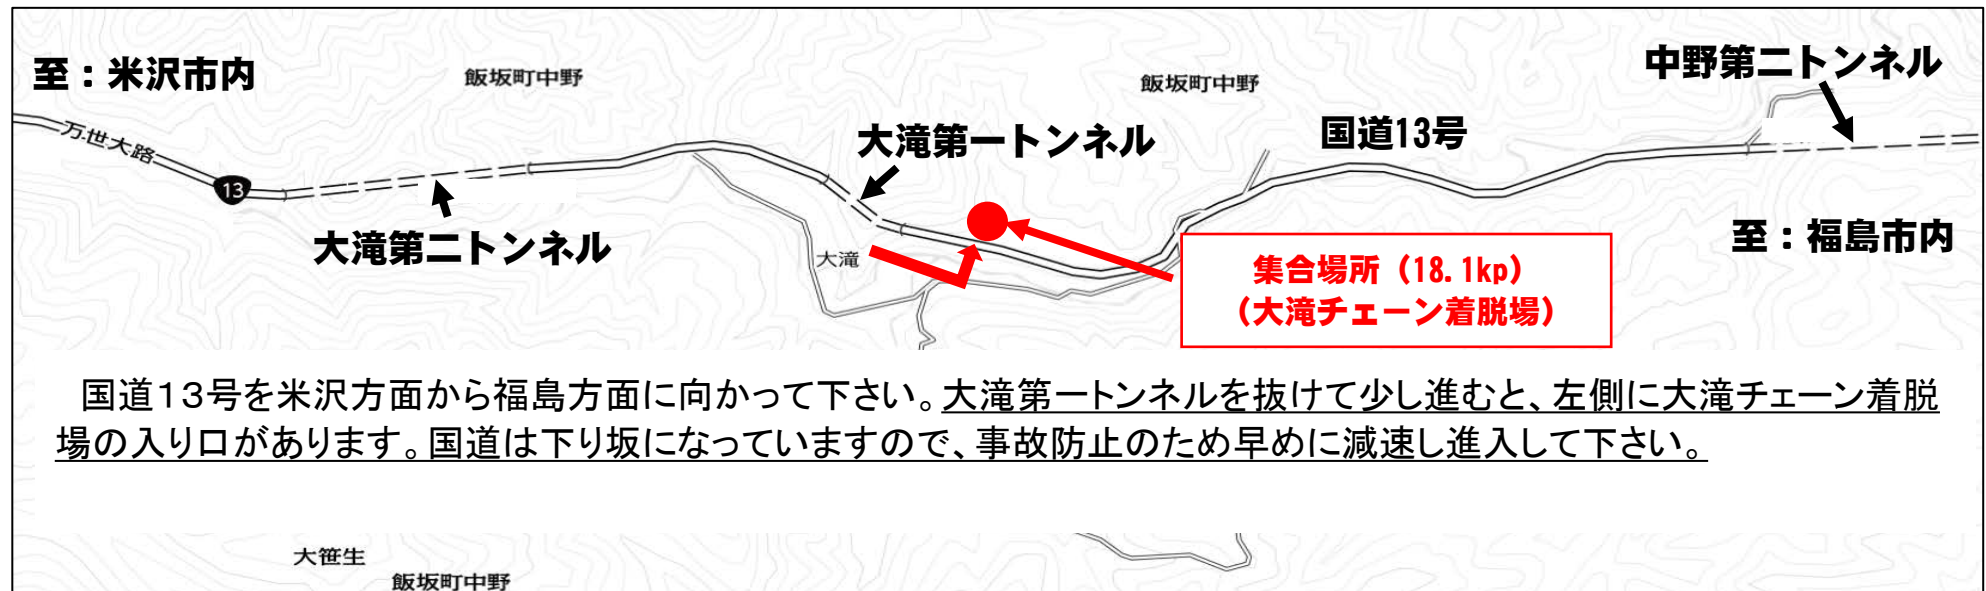 至：米沢市内
飯坂町中野
飯坂町中野
中野第二トンネル
万世大路
大滝第一トンネル
国道13号
13
大滝第二トンネル
大滝
至：福島市内
集合場所（18.1kp）
（大滝チェーン着脱場）
国道１３号を米沢方面から福島方面に向かって下さい。大滝第一トンネルを抜けて少し進むと、左側に大滝チェーン着脱
場の入り口があります。国道は下り坂になっていますので、事故防止のため早めに減速し進入して下さい。
大笹生
飯坂町中野